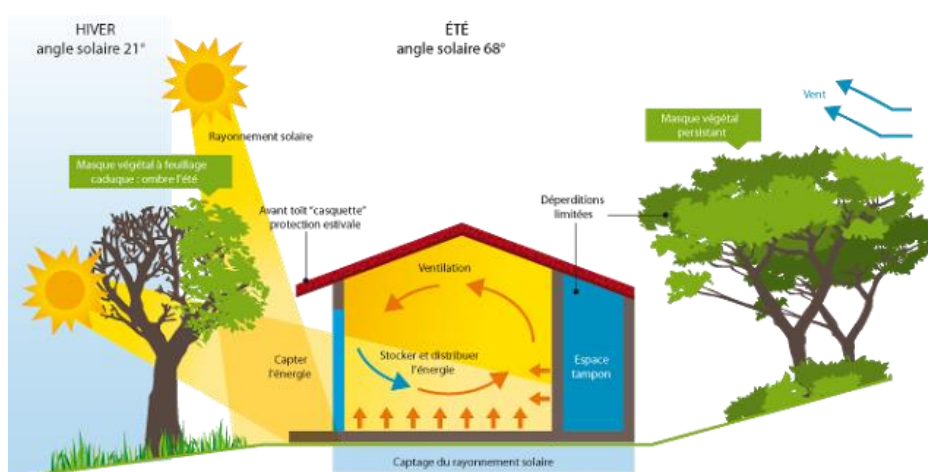 HIVER
angle solaire 21°
ÉTÉ
angle solaire 68°
Rayonnement solaire
Masque végétal à feuillage
caduque : ombre l'été
Avant toit "casquette"
protection estivale
Ventilation
Déperditions
limitées
Masque végétal
persistant
Vent
Capter
l'énergie
Stocker et distribuer
l'énergie
Espace
tampon
Captage du rayonnement solaire